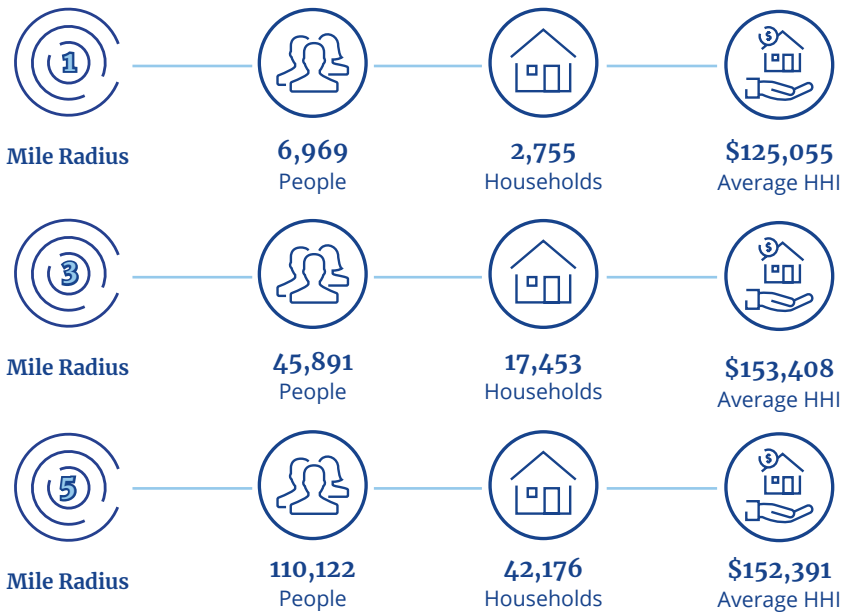 1
Mile Radius
6,969
People
2,755
Households
$
$125,055
Average HHI
3
Mile Radius
45,891
People
17,453
Households
$
$153,408
Average HHI
5
Mile Radius
110,122
People
42,176
Households
$
$152,391
Average HHI